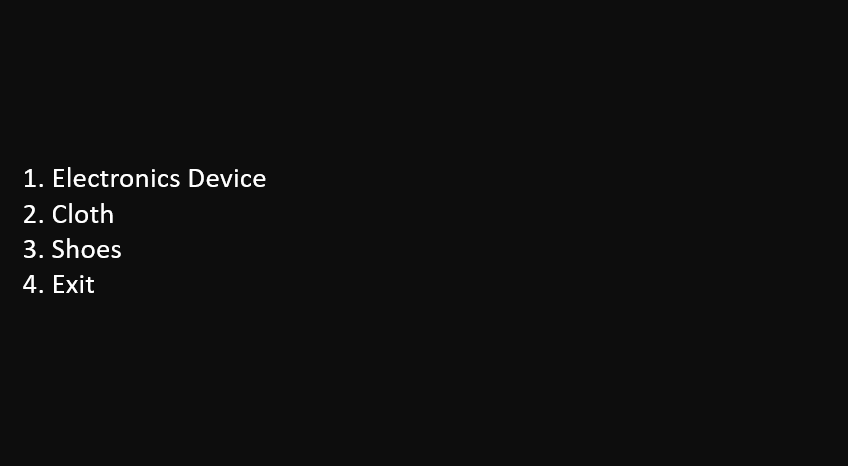 1. Electronics Device
2. Cloth
3. Shoes
4. Exit